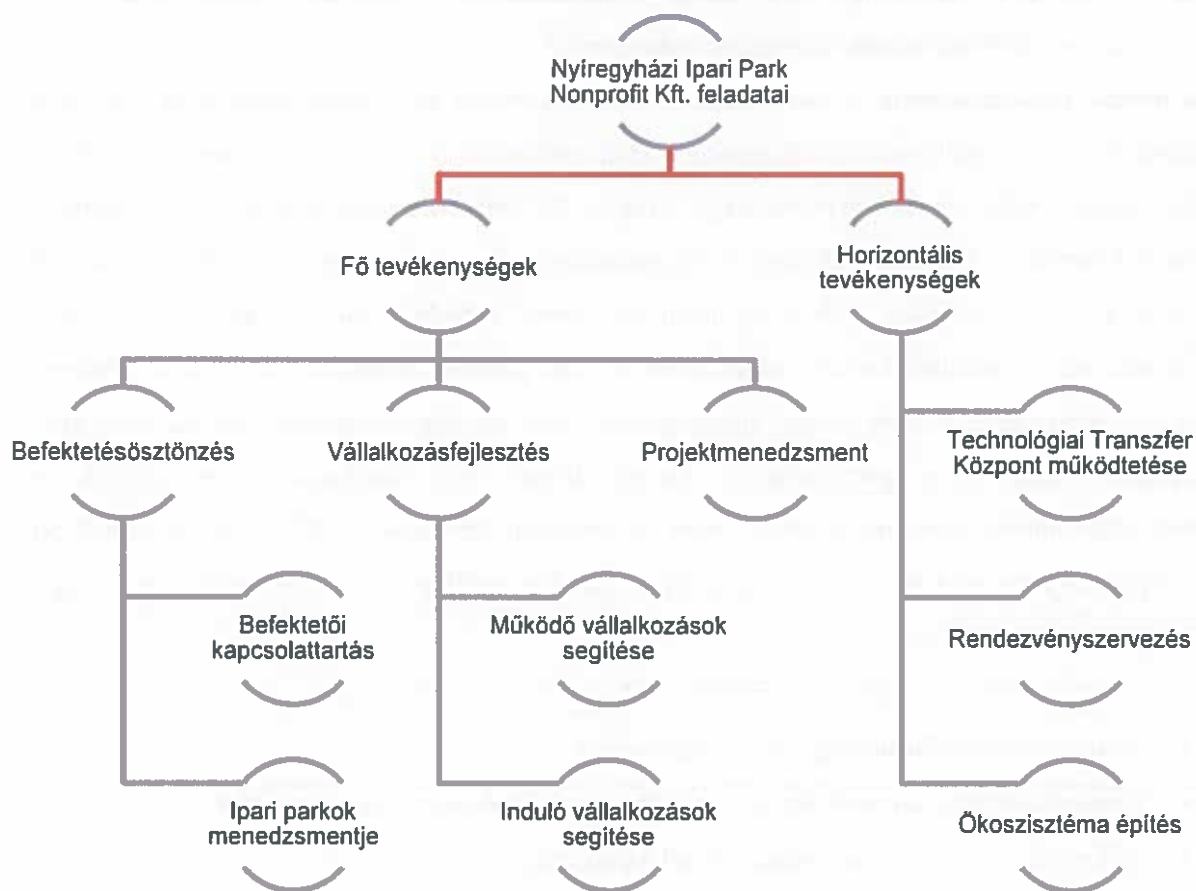 Nyíregyházi Ipari Park
Nonprofit Kft. feladatai
Fő tevékenységek
Horizontális
tevékenységek
Befektetésösztönzés
Vállalkozásfejlesztés
Projektmenedzsment
Technológiai Transzfer
Központ működtetése
Befektetői
kapcsolattartás
Működő vállalkozások
segítése
Rendezvényszervezés
Ipari parkok
menedzsmentje
Induló vállalkozások
segítése
Ökoszisztéma építés